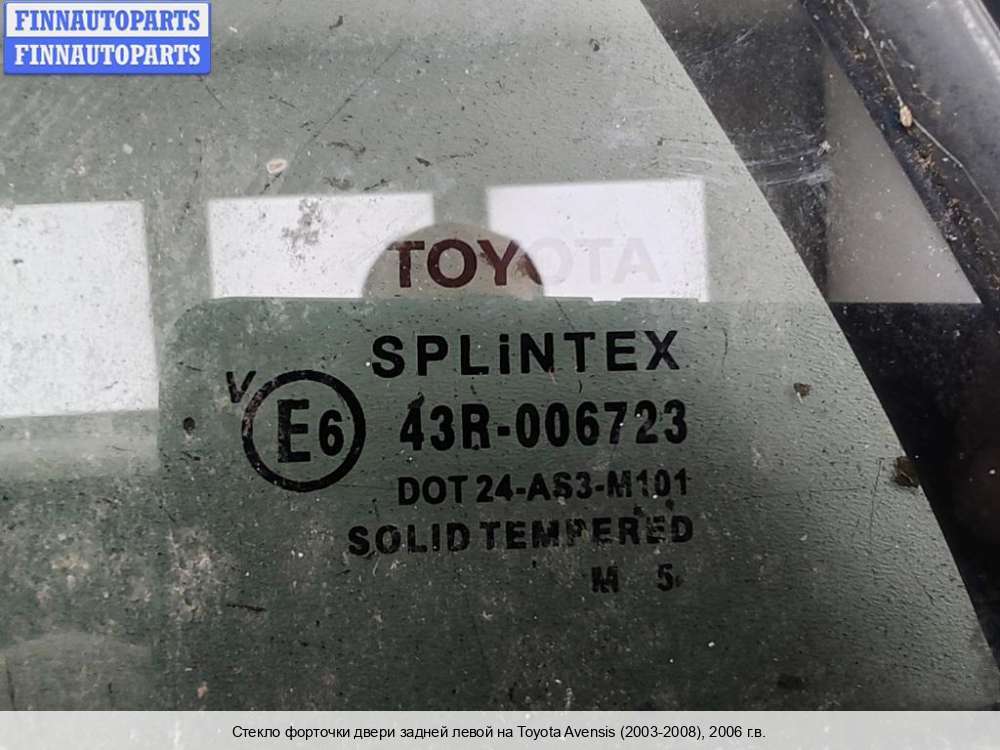 FINNAUTOPARTS
FINNAUTOPARTS
TOYOTA
SPLiNTEX
V E6 43R-006723
DOT 24-AS3-M101
SOLID TEMPERED
M 5
Стекло форточки двери задней левой на Toyota Avensis (2003-2008), 2006 г.в.